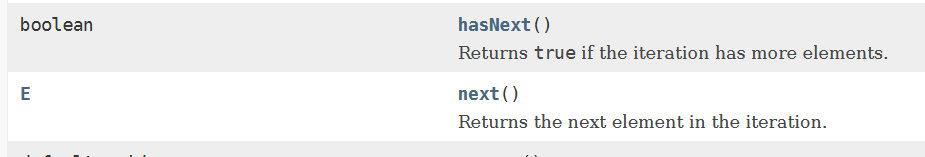 boolean hasNext()
Returns true if the iteration has more elements.
E next()
Returns the next element in the iteration.